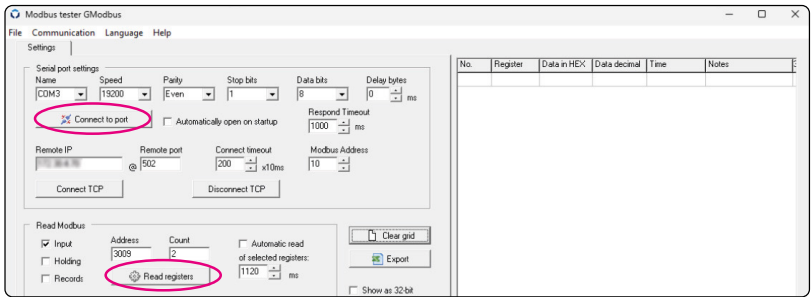 Modbus tester GModbus
File Communication Language Help
Settings
Serial port settings
Name Speed Parity Stop bits Data bits Delay bytes
COM3 19200 Even 1 8 0 ms
Connect to port Automatically open on startup Respond Timeout
1000 ms
Remote IP Remote port Connect timeout Modbus Address
@ 502 200 x10ms 10
Connect TCP Disconnect TCP
Read Modbus
Input Address Count Automatic read
Holding 3009 2 of selected registers:
Records Read registers 1120 ms
Clear grid
Export
Show as 32-bit
No. Register Data in HEX Data decimal Time Notes